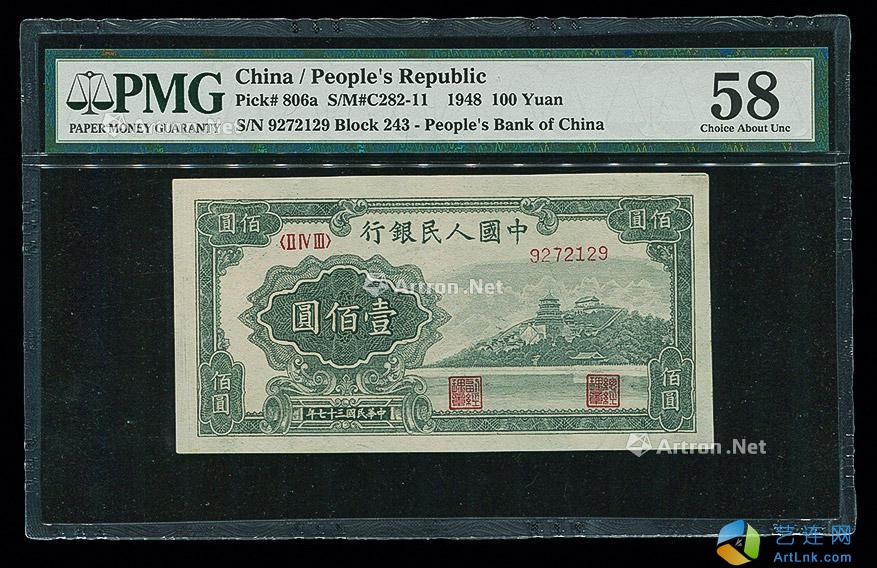 PMG
PAPER MONEY GUARANTY
China / People's Republic
Pick# 806a S/M#C282-11 1948 100 Yuan
S/N 9272129 Block 243 - People's Bank of China
58
Choice About Unc
圓佰
圓佰
行銀民人國中
〈II IV III〉
9272129
圓佰壹
佰圓
佰圓
年七十三國民華中
Artron.Net
Artron.Net
Artron.Net
艺连网
ArtLnk.com